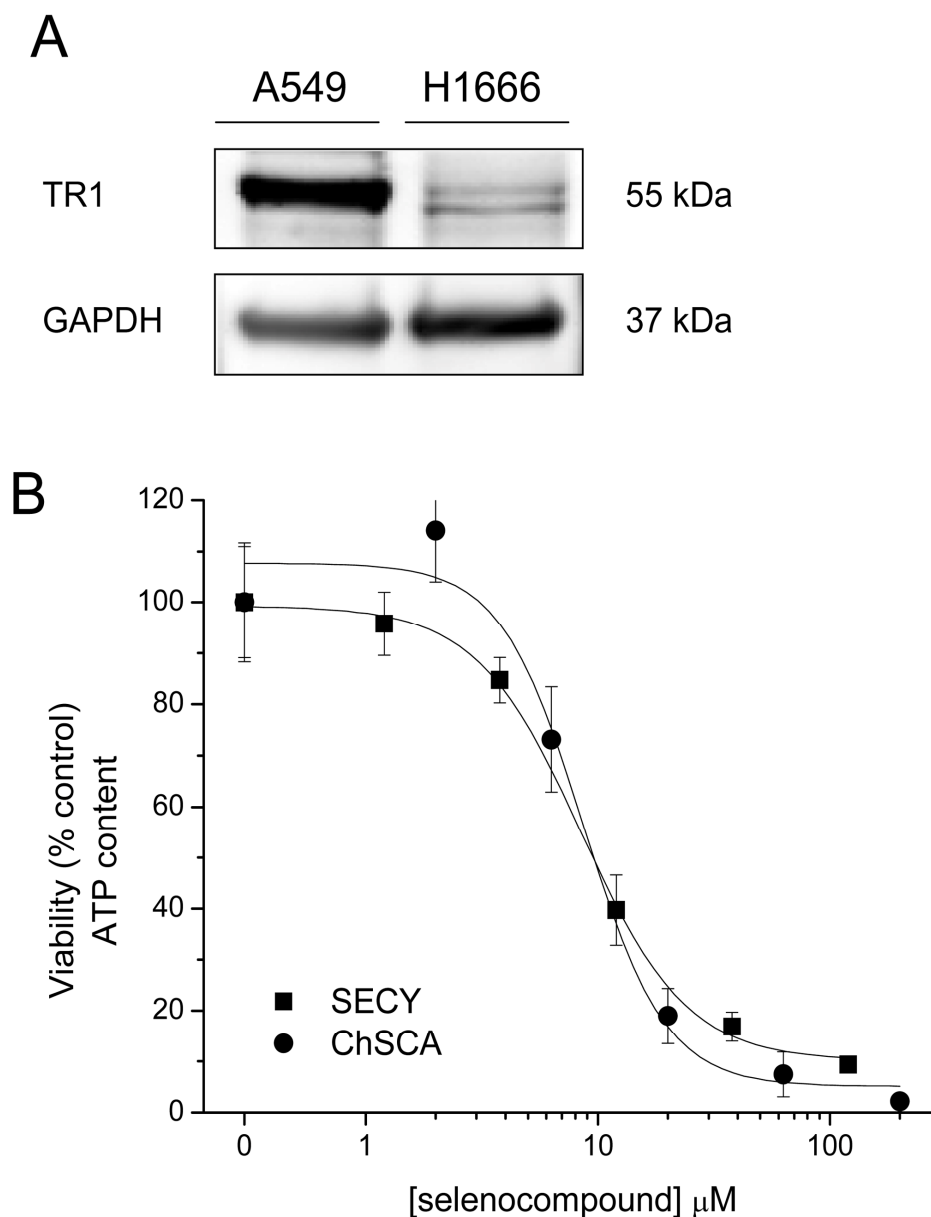 A
A549 H1666
TR1 55 kDa
GAPDH 37 kDa
B
120
100
80
60
40
20
0
Viability (% control)
ATP content
SECY
ChSCA
0 1 10 100
[selenocompound] μM